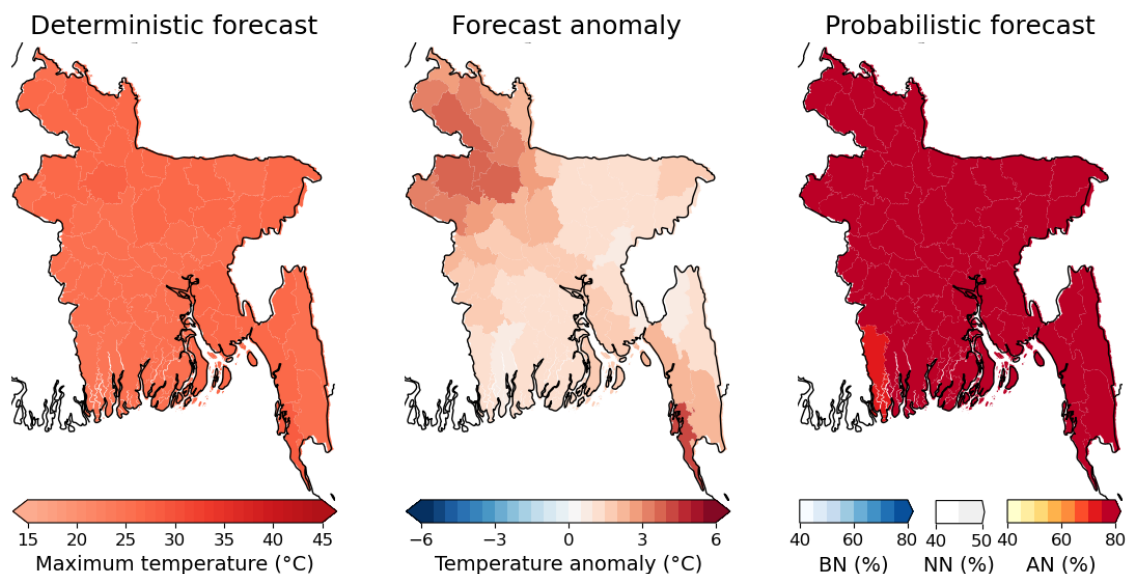 Deterministic forecast
Forecast anomaly
Probabilistic forecast
15 20 25 30 35 40 45
Maximum temperature (°C)
−6 −3 0 3 6
Temperature anomaly (°C)
40 60 80
BN (%)
40 50
NN (%)
40 60 80
AN (%)